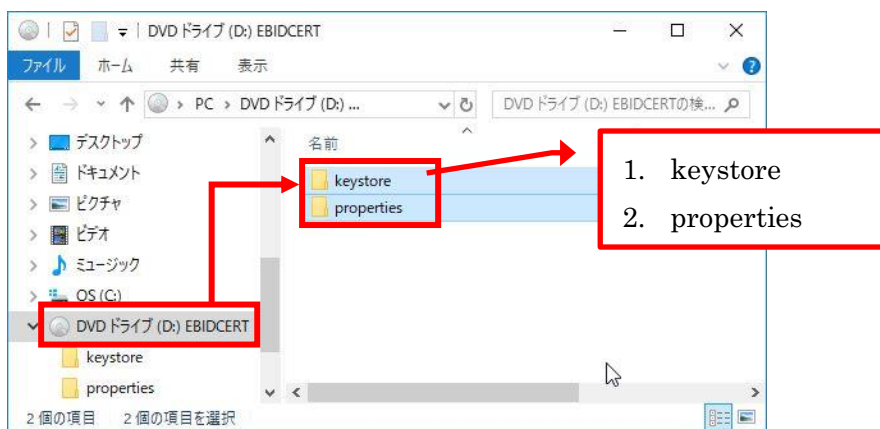 DVD ドライブ (D:) EBIDCERT
ファイル ホーム 共有 表示
PC > DVD ドライブ (D:) ...
DVD ドライブ (D:) EBIDCERTの検...
デスクトップ
ドキュメント
ピクチャ
ビデオ
ミュージック
OS (C:)
DVD ドライブ (D:) EBIDCERT
keystore
properties
名前
keystore
properties
1. keystore
2. properties
2 個の項目 2 個の項目を選択